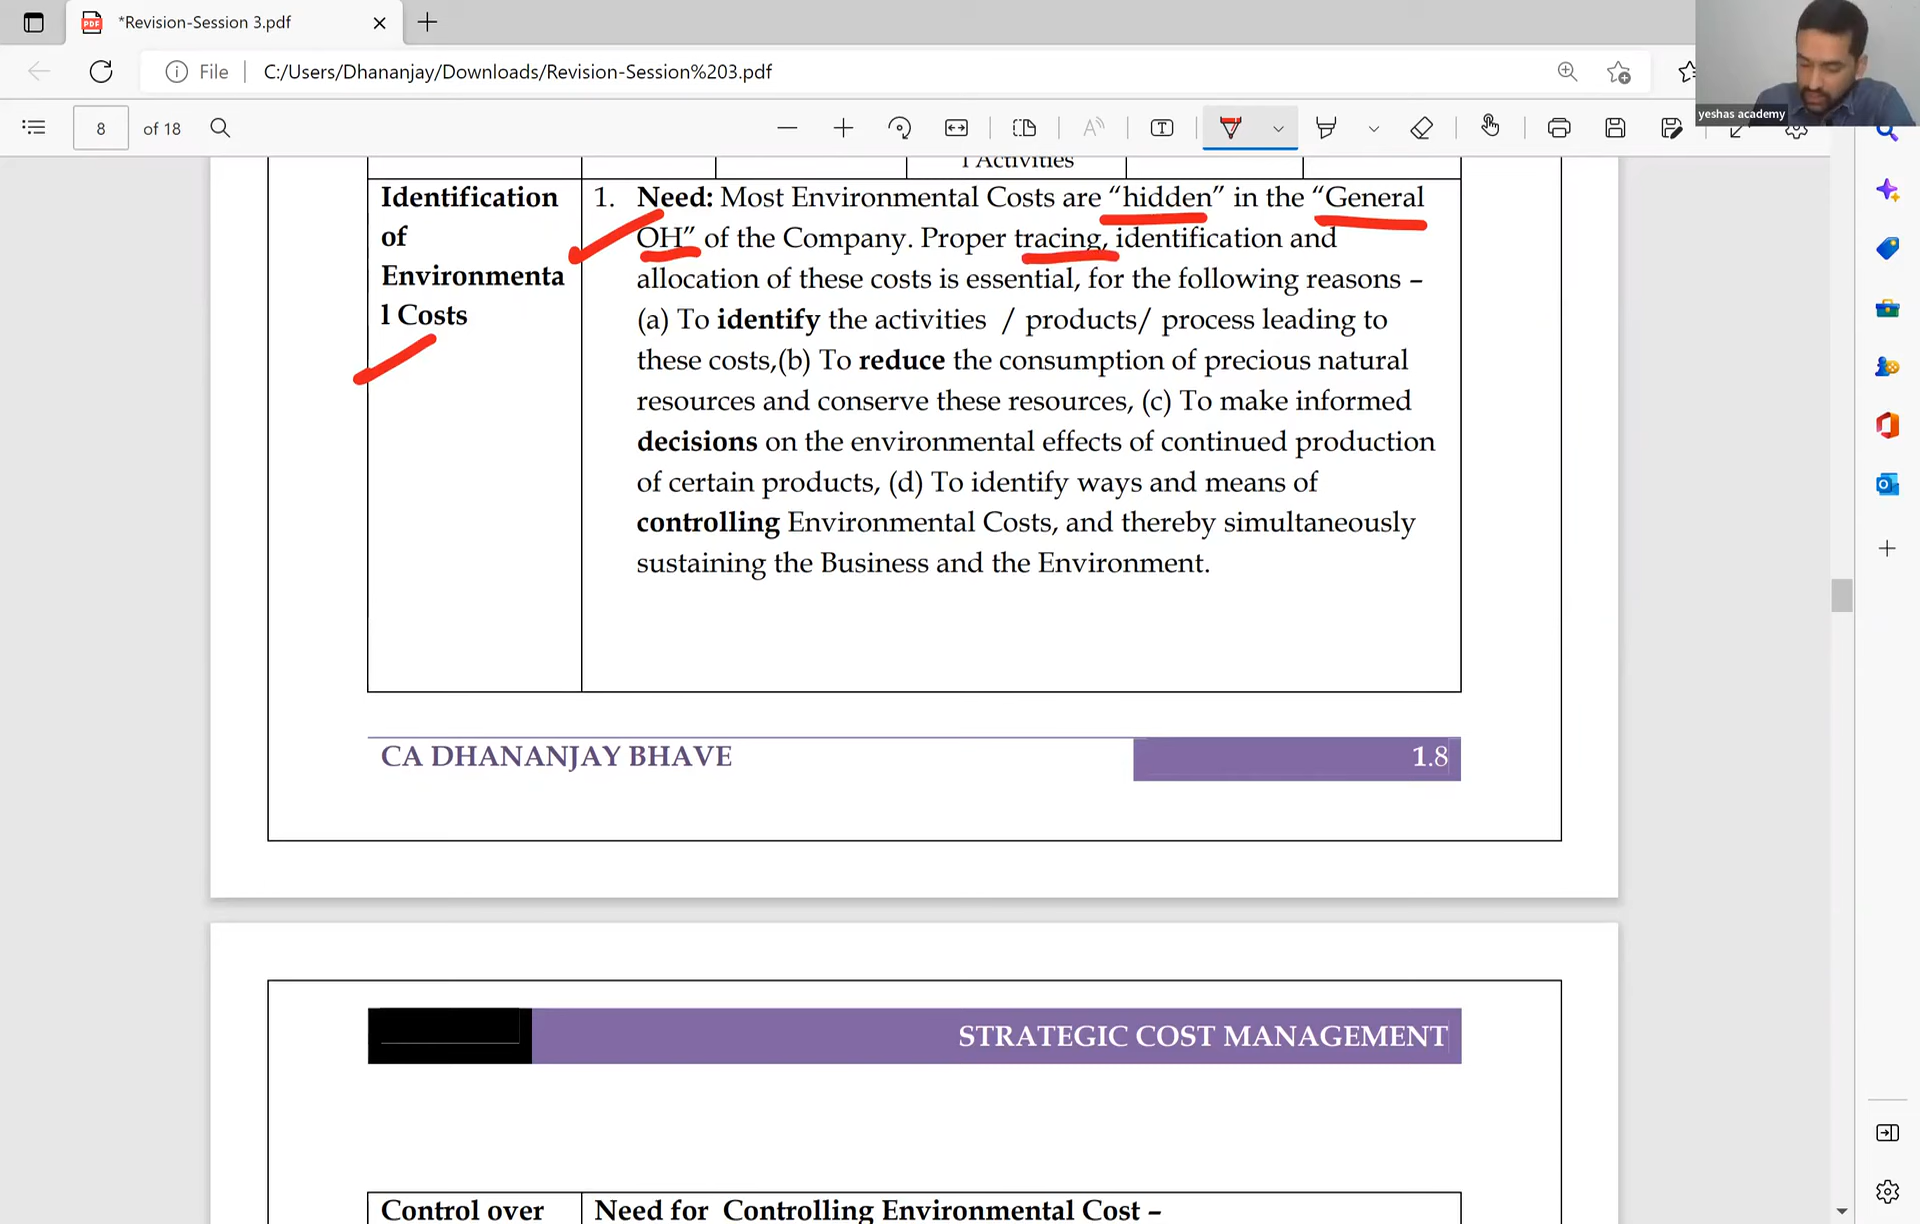 *Revision-Session 3.pdf
File C:/Users/Dhananjay/Downloads/Revision-Session%203.pdf
yeshas academy
8 of 18
l Activities
Identification
of
Environmenta
l Costs
1. Need: Most Environmental Costs are “hidden” in the “General
OH” of the Company. Proper tracing, identification and
allocation of these costs is essential, for the following reasons –
(a) To identify the activities / products/ process leading to
these costs,(b) To reduce the consumption of precious natural
resources and conserve these resources, (c) To make informed
decisions on the environmental effects of continued production
of certain products, (d) To identify ways and means of
controlling Environmental Costs, and thereby simultaneously
sustaining the Business and the Environment.
CA DHANANJAY BHAVE 1.8
STRATEGIC COST MANAGEMENT
Control over Need for Controlling Environmental Cost –